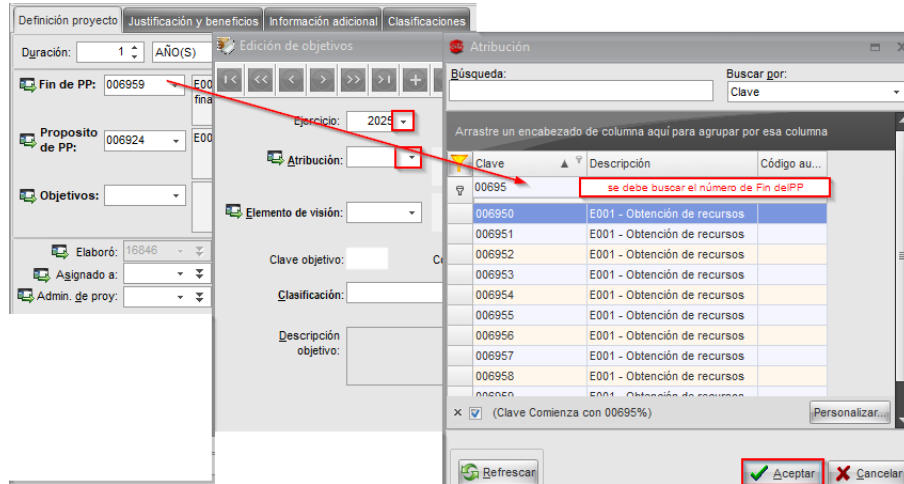 Definición proyecto
Justificación y beneficios
Información adicional
Clasificaciones
Duración: 1 AÑO(S)
Fin de PP: 006959 E00
fina
Proposito de PP: 006924 E00
Objetivos:
Elaboró: 16846
Asignado a:
Admin. de proy:
Edición de objetivos
Ejercicio: 2025
Atribución:
Elemento de visión:
Clave objetivo:
Clasificación:
Descripción
objetivo:
Atribución
Búsqueda:
Buscar por:
Clave
Arrastre un encabezado de columna aquí para agrupar por esa columna
Clave Descripción Código au...
00695 se debe buscar el número de Fin delPP
006950 E001 - Obtención de recursos
006951 E001 - Obtención de recursos
006952 E001 - Obtención de recursos
006953 E001 - Obtención de recursos
006954 E001 - Obtención de recursos
006955 E001 - Obtención de recursos
006956 E001 - Obtención de recursos
006957 E001 - Obtención de recursos
006958 E001 - Obtención de recursos
006959 E001 - Obtención de recursos
(Clave Comienza con 00695%)
Personalizar...
Refrescar
Aceptar
Cancelar